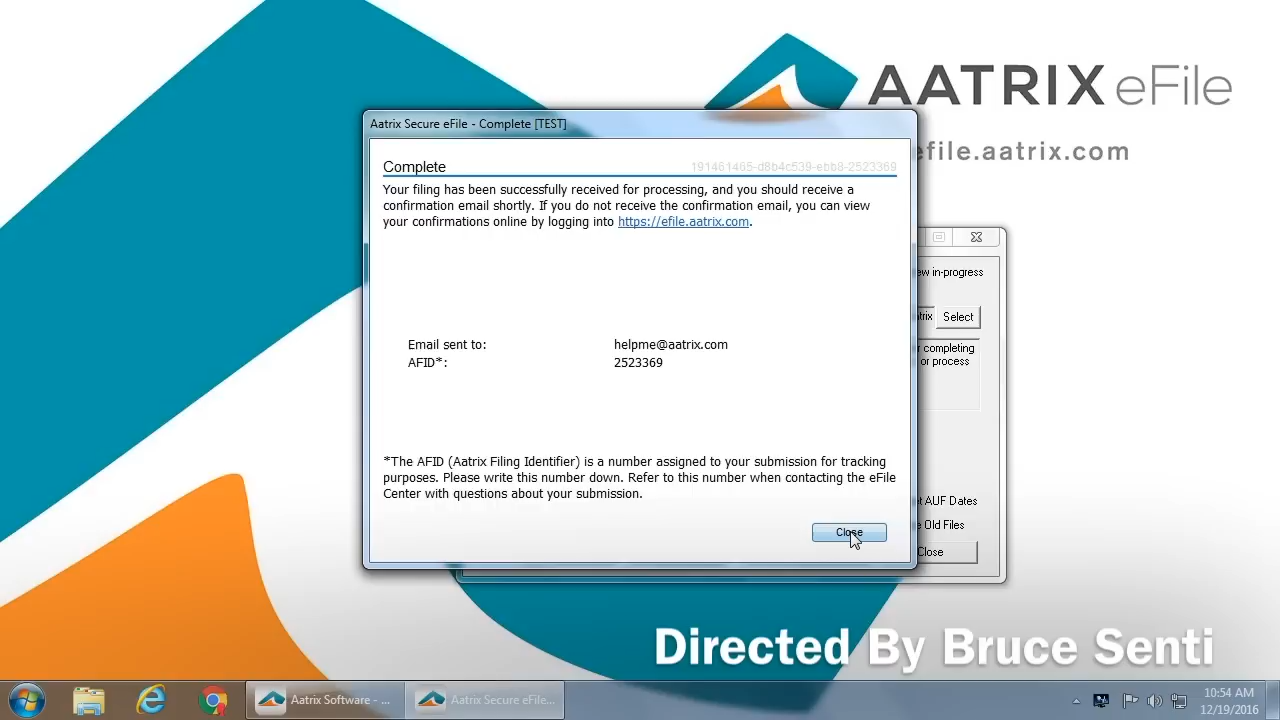 AATRIX eFile
efile.aatrix.com
Aatrix Secure eFile - Complete [TEST]
Complete
191461465-d8b4c539-ebb8-2523369
Your filing has been successfully received for processing, and you should receive a
confirmation email shortly. If you do not receive the confirmation email, you can view
your confirmations online by logging into https://efile.aatrix.com.
Email sent to: helpme@aatrix.com
AFID*: 2523369
*The AFID (Aatrix Filing Identifier) is a number assigned to your submission for tracking
purposes. Please write this number down. Refer to this number when contacting the eFile
Center with questions about your submission.
Close
in-progress
Select
completing
or process
AUF Dates
Old Files
Close
Directed By Bruce Senti
Aatrix Software - ...
Aatrix Secure eFile...
10:54 AM
12/19/2016